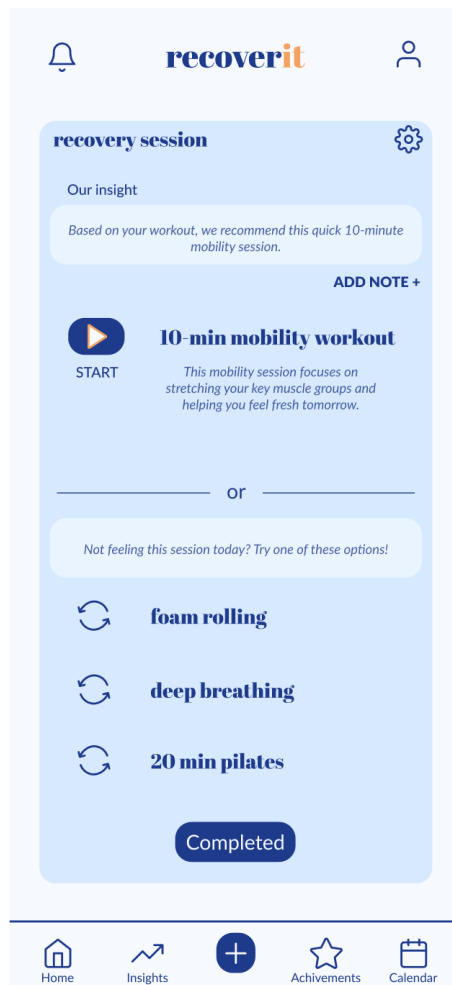 recoverit
recovery session
Our insight
Based on your workout, we recommend this quick 10-minute
mobility session.
ADD NOTE +
START
10-min mobility workout
This mobility session focuses on
stretching your key muscle groups and
helping you feel fresh tomorrow.
or
Not feeling this session today? Try one of these options!
foam rolling
deep breathing
20 min pilates
Completed
Home
Insights
Achivements
Calendar